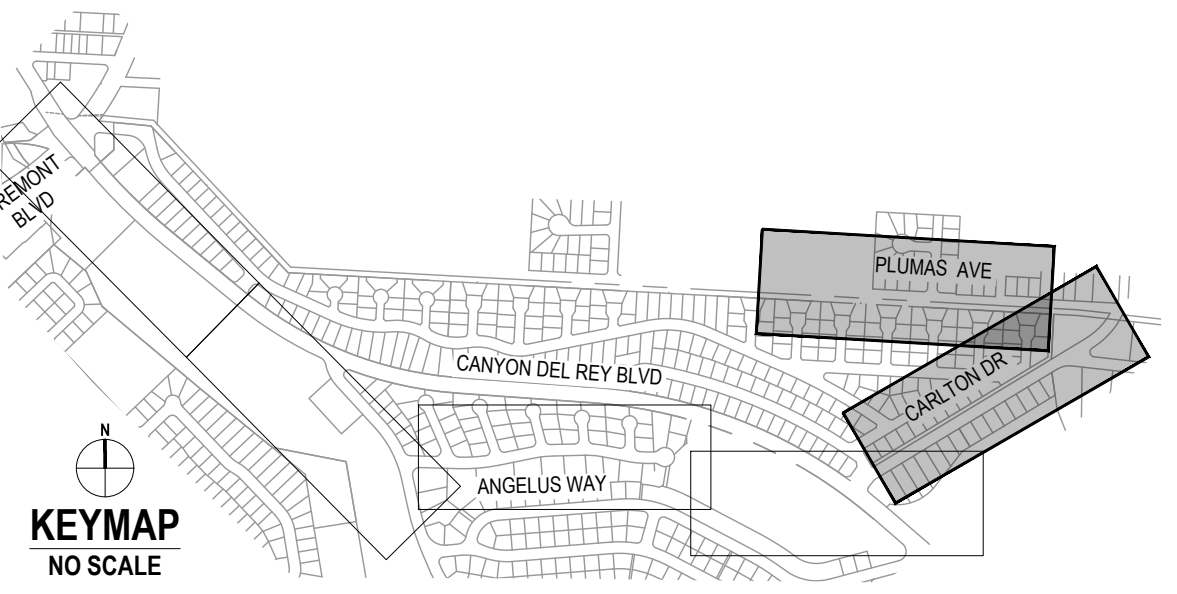 REMONT
BLVD
PLUMAS AVE
CANYON DEL REY BLVD
CARLTON DR
ANGELUS WAY
N
KEYMAP
NO SCALE